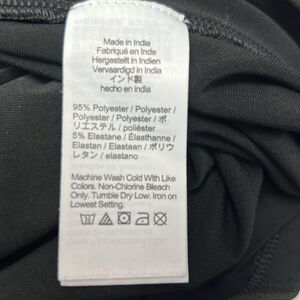 Made in India
Fabriqué en Inde
Hergestellt in Indien
Vervaardigd in India
インド製
hecho en india
95% Polyester / Polyester /
Polyester / Polyester / ポ
リエステル / poliéster
5% Elastane / Élasthanne /
Elastan / Elastaan / ポリウ
レタン / elastano
Machine Wash Cold With Like
Colors. Non-Chlorine Bleach
Only. Tumble Dry Low. Iron on
Lowest Setting.